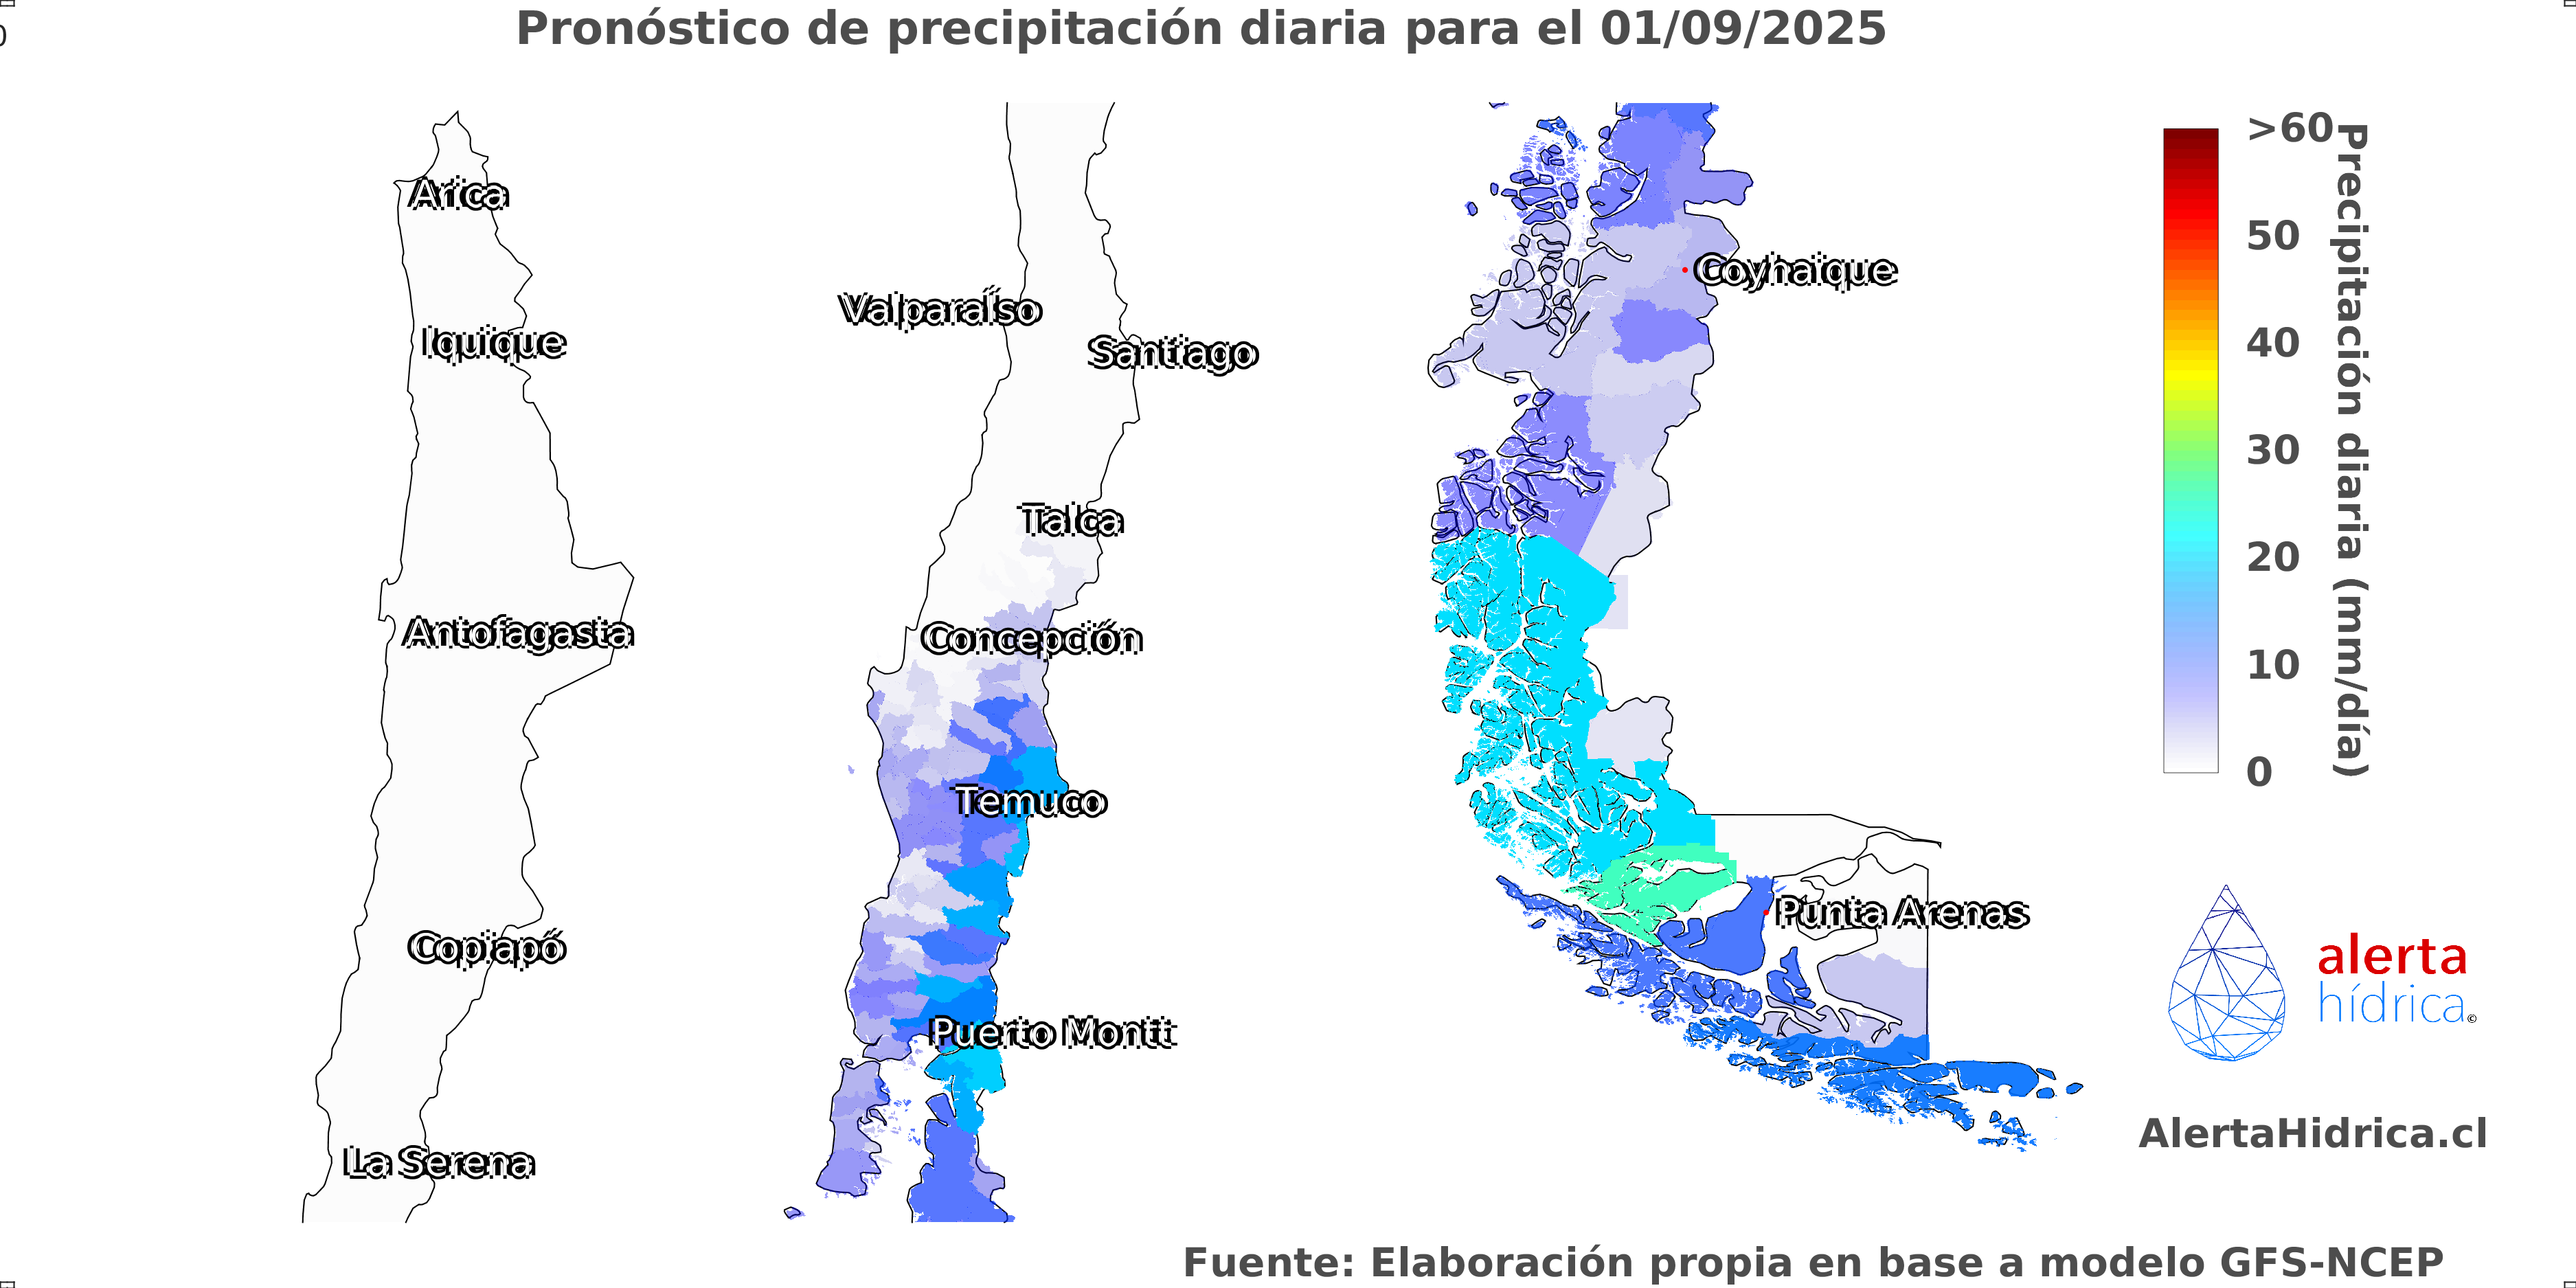 Pronóstico de precipitación diaria para el 01/09/2025
0
Arica
Iquique
Antofagasta
Copiapó
La Serena
Valparaíso
Santiago
Talca
Concepción
Temuco
Puerto Montt
Coyhaique
Punta Arenas
>60
50
40
30
20
10
0
Precipitación diaria (mm/día)
alerta
hídrica©
AlertaHidrica.cl
Fuente: Elaboración propia en base a modelo GFS-NCEP